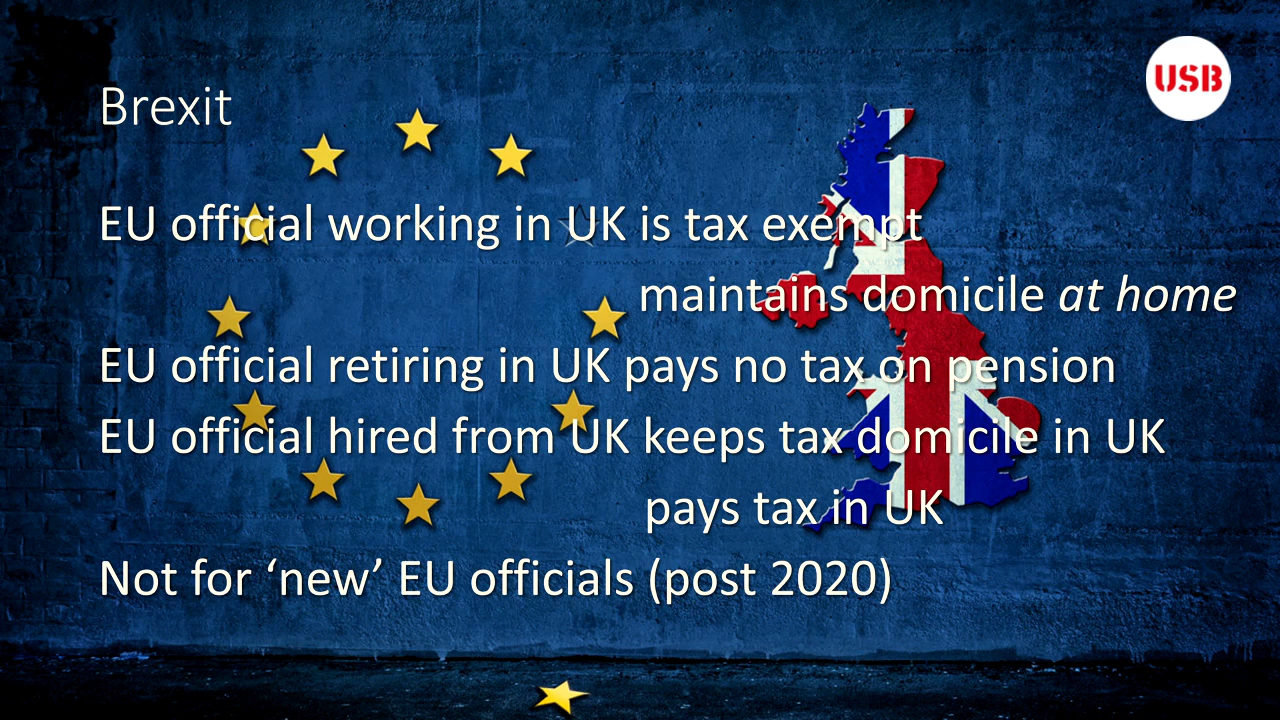 USB
Brexit
EU official working in UK is tax exempt
maintains domicile at home
EU official retiring in UK pays no tax on pension
EU official hired from UK keeps tax domicile in UK
pays tax in UK
Not for ‘new’ EU officials (post 2020)